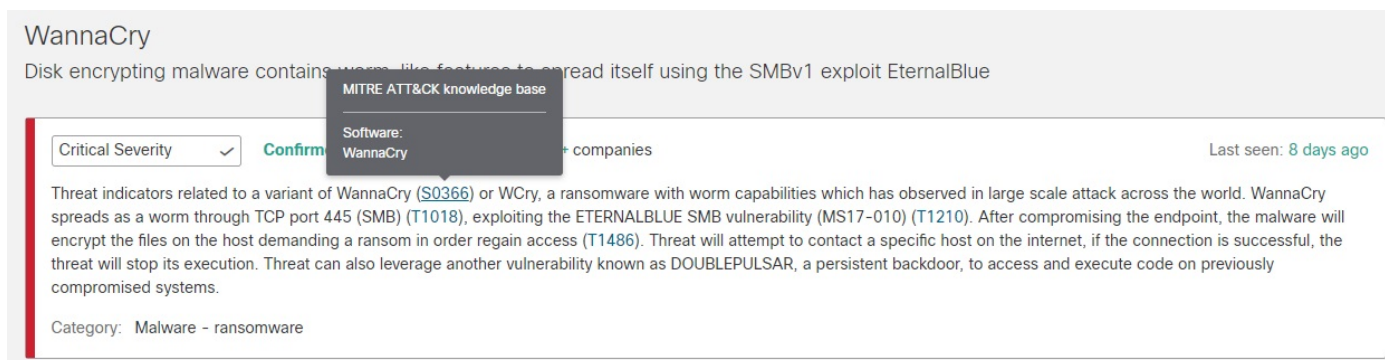 WannaCry
Disk encrypting malware contains worm-like features to spread itself using the SMBv1 exploit EternalBlue
MITRE ATT&CK knowledge base
Software:
WannaCry
Critical Severity
companies
Last seen: 8 days ago
Threat indicators related to a variant of WannaCry (S0366) or WCry, a ransomware with worm capabilities which has observed in large scale attack across the world. WannaCry
spreads as a worm through TCP port 445 (SMB) (T1018), exploiting the ETERNALBLUE SMB vulnerability (MS17-010) (T1210). After compromising the endpoint, the malware will
encrypt the files on the host demanding a ransom in order regain access (T1486). Threat will attempt to contact a specific host on the internet, if the connection is successful, the
threat will stop its execution. Threat can also leverage another vulnerability known as DOUBLEPULSAR, a persistent backdoor, to access and execute code on previously
compromised systems.
Category: Malware - ransomware